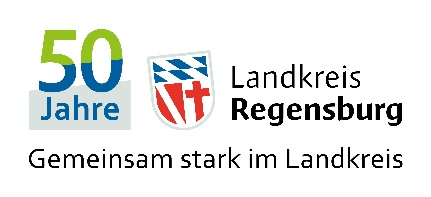 50
Jahre
Landkreis
Regensburg
Gemeinsam stark im Landkreis